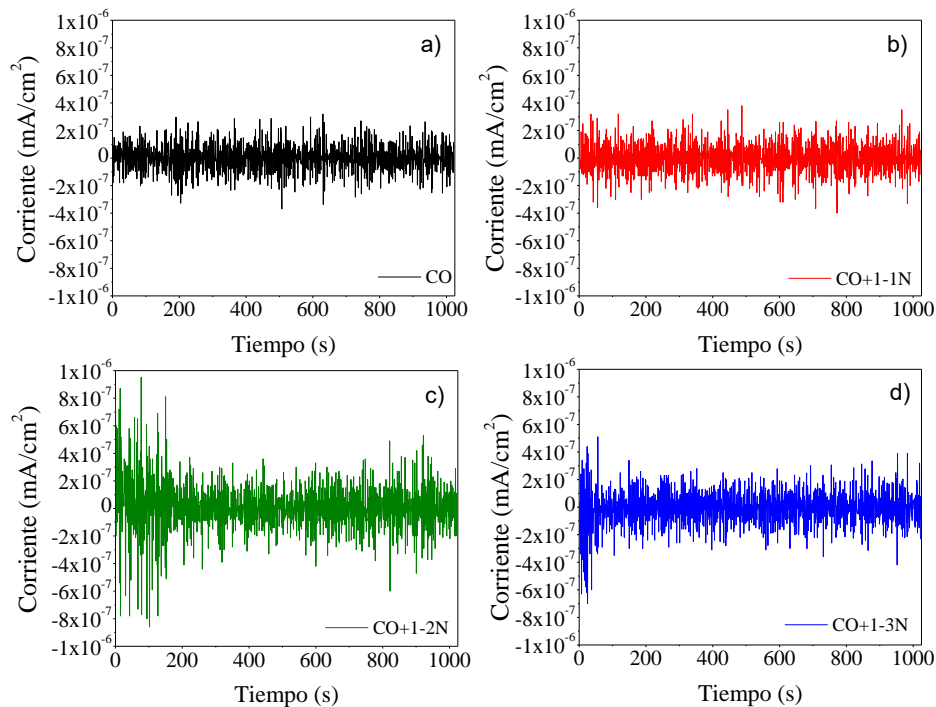 1x10⁻⁶
8x10⁻⁷
6x10⁻⁷
4x10⁻⁷
2x10⁻⁷
0
-2x10⁻⁷
-4x10⁻⁷
-6x10⁻⁷
-8x10⁻⁷
-1x10⁻⁶
Corriente (mA/cm²)
a)
CO
0 200 400 600 800 1000
Tiempo (s)
1x10⁻⁶
8x10⁻⁷
6x10⁻⁷
4x10⁻⁷
2x10⁻⁷
0
-2x10⁻⁷
-4x10⁻⁷
-6x10⁻⁷
-8x10⁻⁷
-1x10⁻⁶
Corriente (mA/cm²)
b)
CO+1-1N
0 200 400 600 800 1000
Tiempo (s)
1x10⁻⁶
8x10⁻⁷
6x10⁻⁷
4x10⁻⁷
2x10⁻⁷
0
-2x10⁻⁷
-4x10⁻⁷
-6x10⁻⁷
-8x10⁻⁷
-1x10⁻⁶
Corriente (mA/cm²)
c)
CO+1-2N
0 200 400 600 800 1000
Tiempo (s)
1x10⁻⁶
8x10⁻⁷
6x10⁻⁷
4x10⁻⁷
2x10⁻⁷
0
-2x10⁻⁷
-4x10⁻⁷
-6x10⁻⁷
-8x10⁻⁷
-1x10⁻⁶
Corriente (mA/cm²)
d)
CO+1-3N
0 200 400 600 800 1000
Tiempo (s)